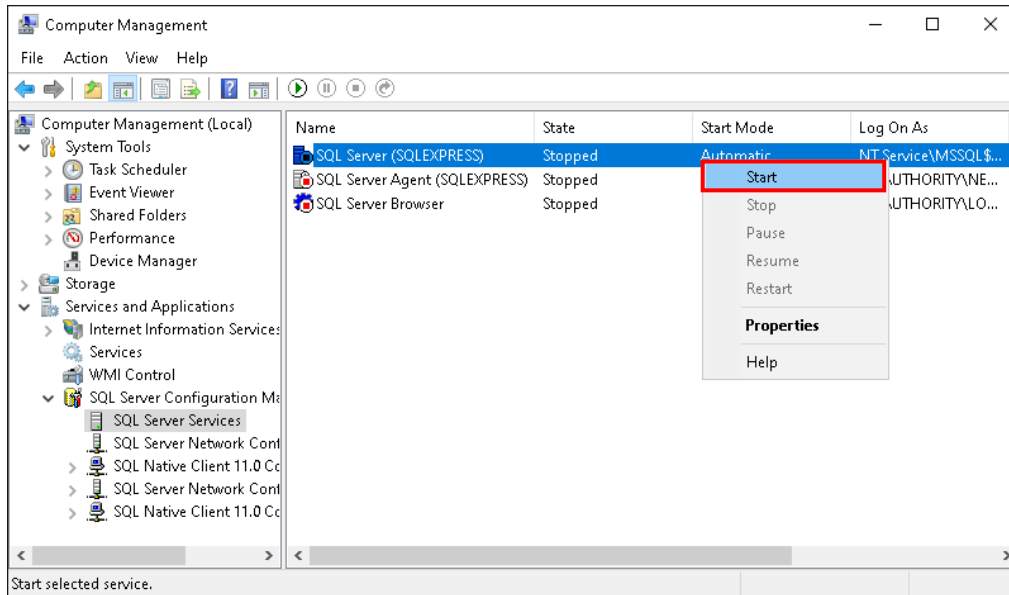 Computer Management
File Action View Help
Computer Management (Local)
System Tools
Task Scheduler
Event Viewer
Shared Folders
Performance
Device Manager
Storage
Services and Applications
Internet Information Services
Services
WMI Control
SQL Server Configuration Ma
SQL Server Services
SQL Server Network Conf
SQL Native Client 11.0 Co
SQL Server Network Conf
SQL Native Client 11.0 Co
Name State Start Mode Log On As
SQL Server (SQLEXPRESS) Stopped Automatic NT Service\MSSQL$...
SQL Server Agent (SQLEXPRESS) Stopped \UTHORITY\NE...
SQL Server Browser Stopped \UTHORITY\LO...
Start
Stop
Pause
Resume
Restart
Properties
Help
Start selected service.